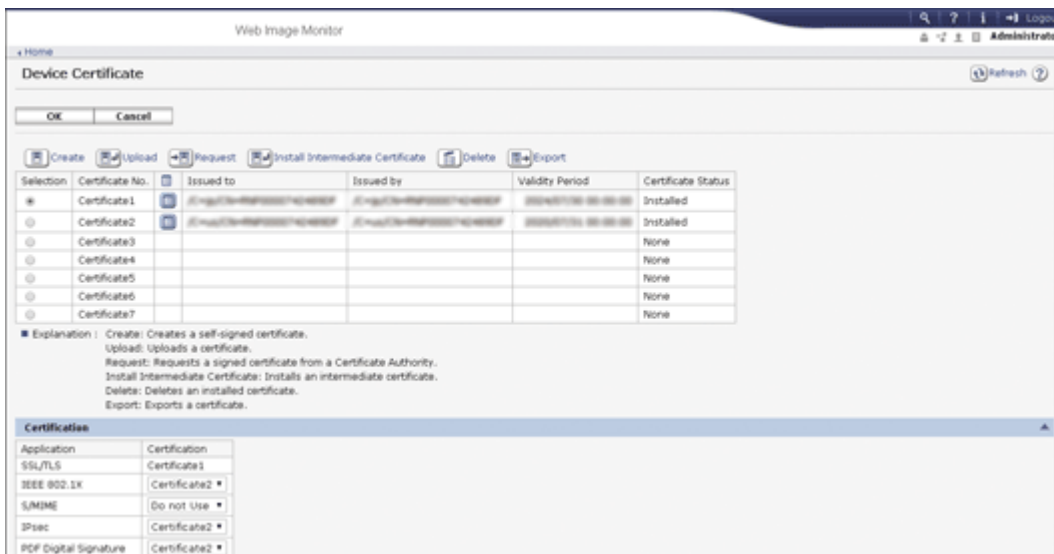 Web Image Monitor
Logou
Administrato
Home
Device Certificate
Refresh
OK Cancel
Create Upload Request Install Intermediate Certificate Delete Export
Selection Certificate No. Issued to Issued by Validity Period Certificate Status
Certificate1 Installed
Certificate2 Installed
Certificate3 None
Certificate4 None
Certificate5 None
Certificate6 None
Certificate7 None
Explanation : Create: Creates a self-signed certificate.
Upload: Uploads a certificate.
Request: Requests a signed certificate from a Certificate Authority.
Install Intermediate Certificate: Installs an intermediate certificate.
Delete: Deletes an installed certificate.
Export: Exports a certificate.
Certification
Application Certification
SSL/TLS Certificate1
IEEE 802.1X Certificate2
S/MIME Do not Use
IPsec Certificate2
PDF Digital Signature Certificate2